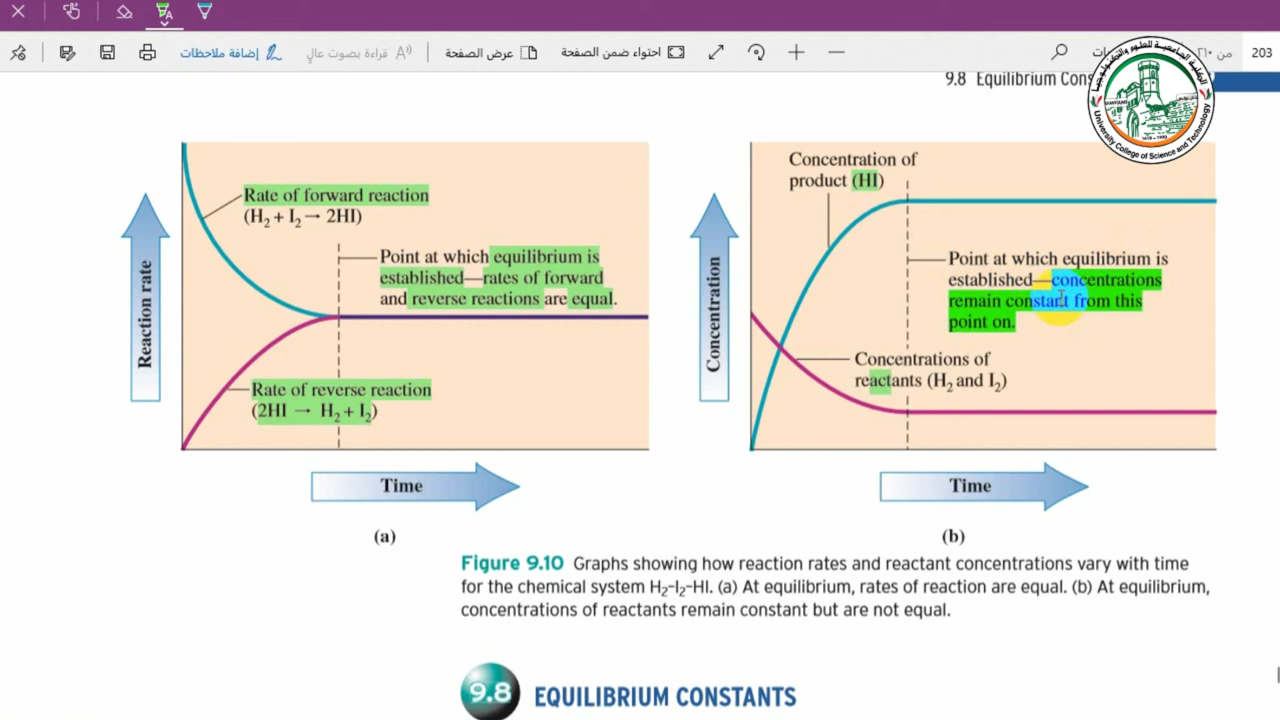 إضافة ملاحظات
قراءة بصوت عالٍ
عرض الصفحة
احتواء ضمن الصفحة
من ٢١٠
203
9.8 Equilibrium Cons
University College of Science and Technology
Rate of forward reaction
(H₂ + I₂ → 2HI)
Point at which equilibrium is
established—rates of forward
and reverse reactions are equal.
Rate of reverse reaction
(2HI → H₂ + I₂)
Reaction rate
Time
(a)
Concentration of
product (HI)
Point at which equilibrium is
established—concentrations
remain constant from this
point on.
Concentrations of
reactants (H₂ and I₂)
Concentration
Time
(b)
Figure 9.10 Graphs showing how reaction rates and reactant concentrations vary with time
for the chemical system H₂–I₂–HI. (a) At equilibrium, rates of reaction are equal. (b) At equilibrium,
concentrations of reactants remain constant but are not equal.
9.8 EQUILIBRIUM CONSTANTS